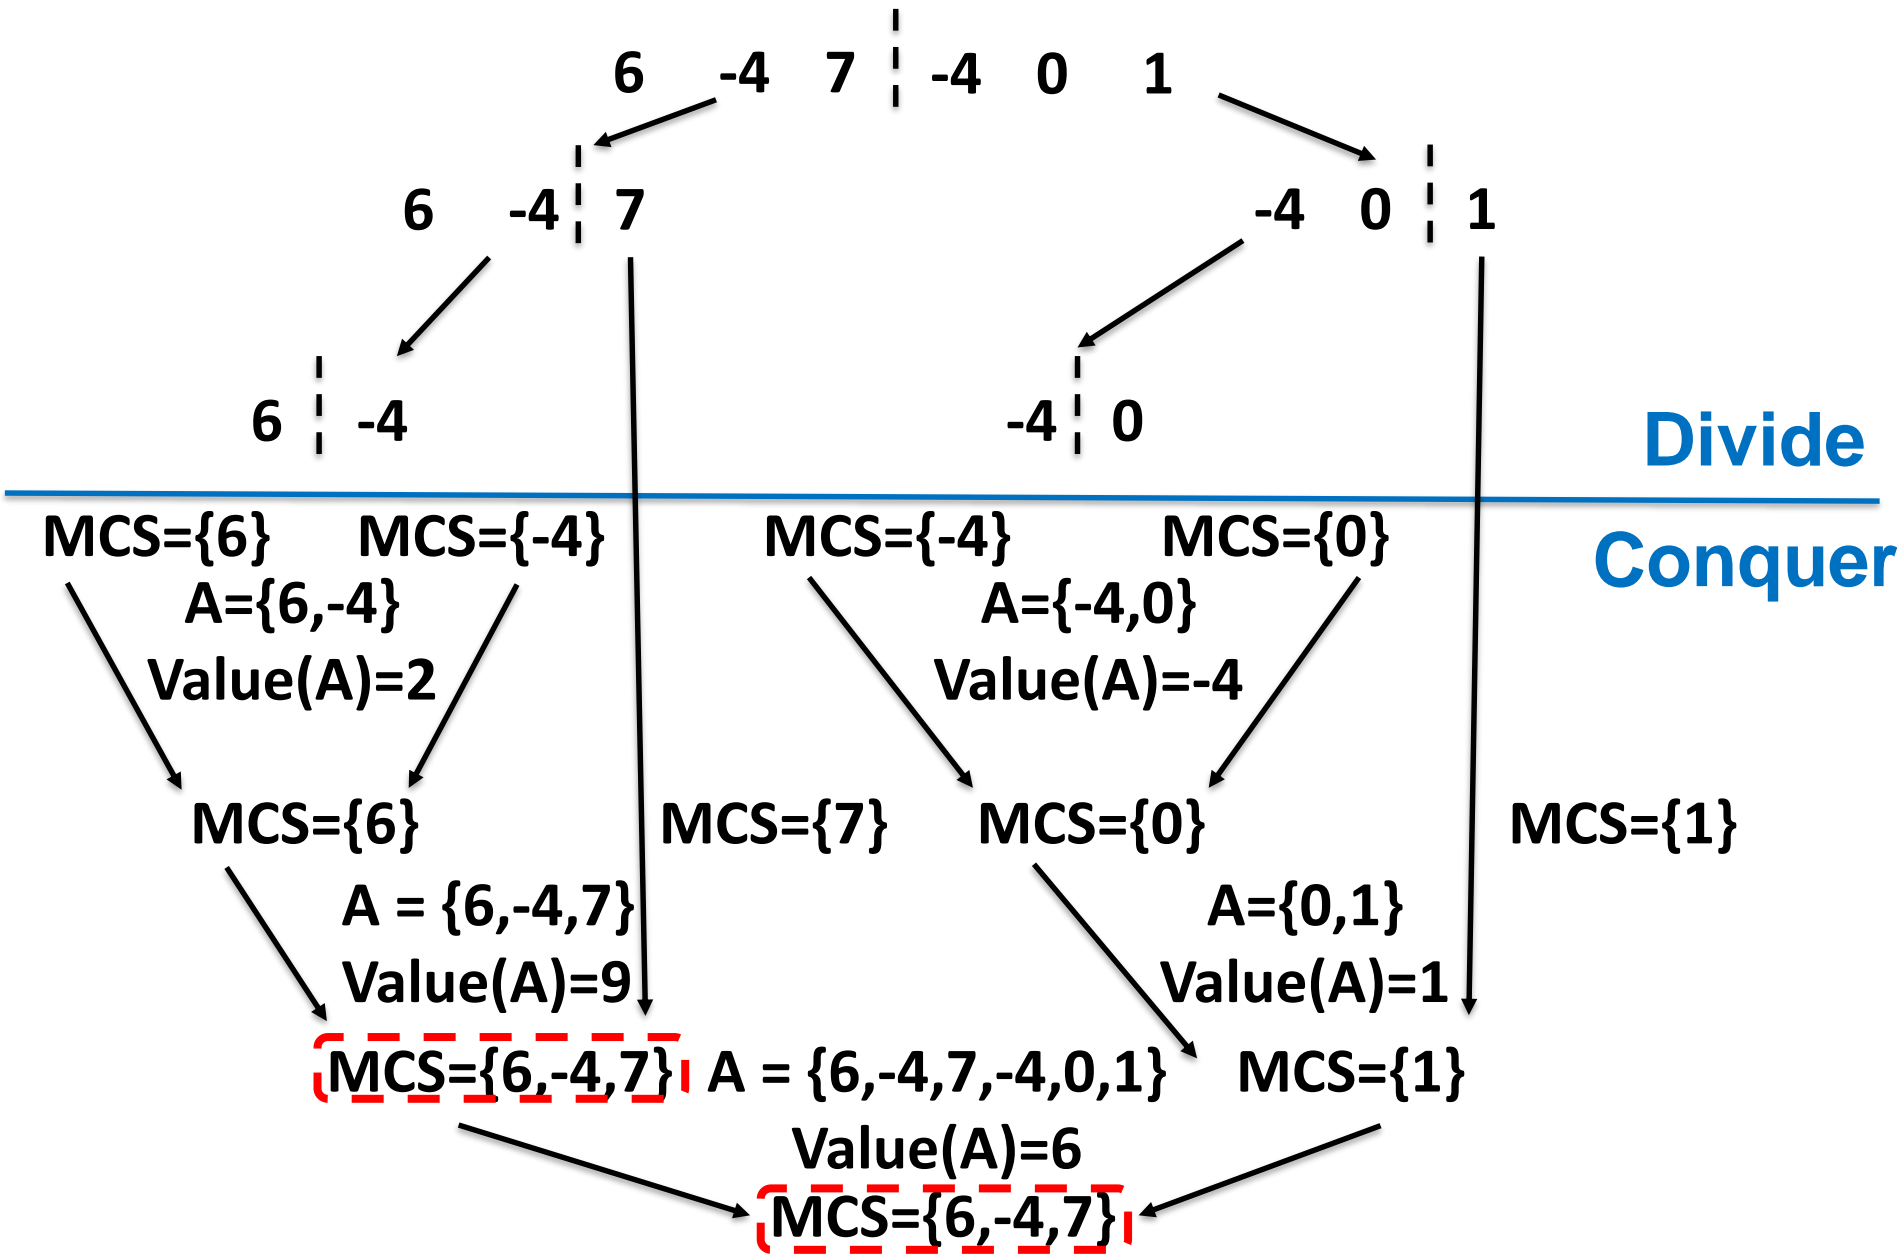 6 -4 7 -4 0 1
6 -4 7 -4 0 1
6 -4 -4 0
Divide
Conquer
MCS={6} MCS={-4} MCS={-4} MCS={0}
A={6,-4} A={-4,0}
Value(A)=2 Value(A)=-4
MCS={6} MCS={7} MCS={0} MCS={1}
A = {6,-4,7} A={0,1}
Value(A)=9 Value(A)=1
MCS={6,-4,7} A = {6,-4,7,-4,0,1} MCS={1}
Value(A)=6
MCS={6,-4,7}